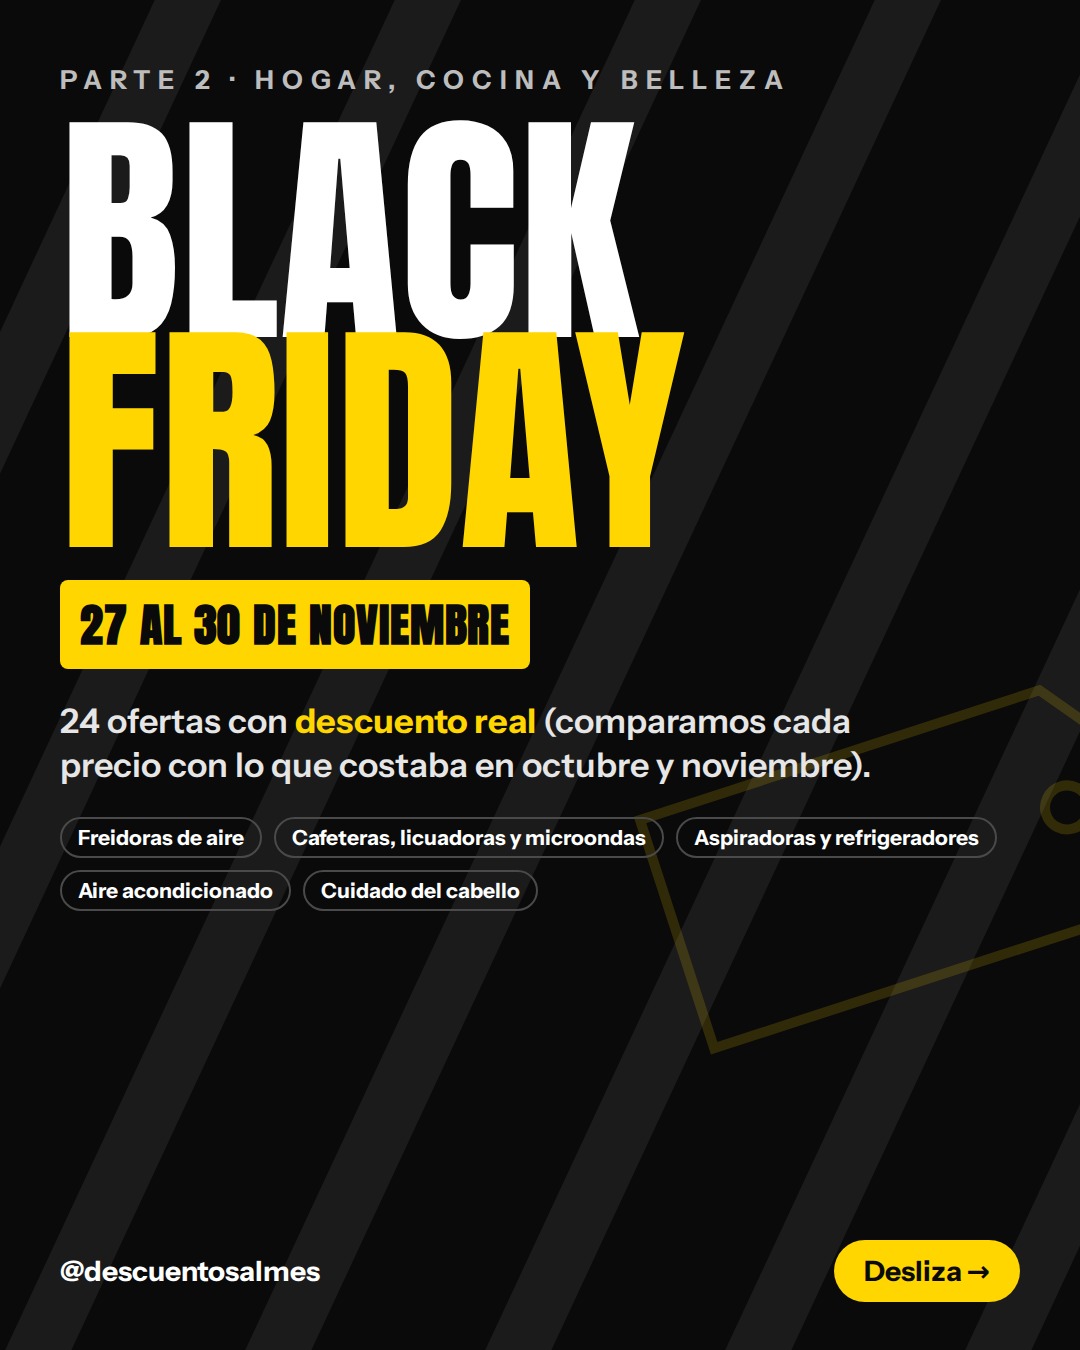 PARTE 2 · HOGAR, COCINA Y BELLEZA
BLACK
FRIDAY
27 AL 30 DE NOVIEMBRE
24 ofertas con descuento real (comparamos cada
precio con lo que costaba en octubre y noviembre).
Freidoras de aire
Cafeteras, licuadoras y microondas
Aspiradoras y refrigeradores
Aire acondicionado
Cuidado del cabello
@descuentosalmes
Desliza →